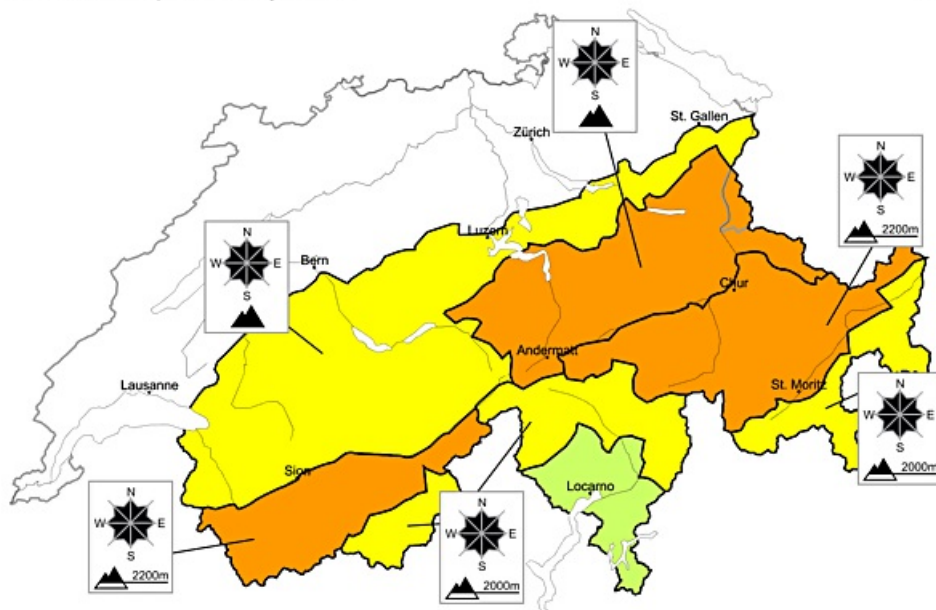 N
W E
S
St. Gallen
Zürich
N
W E
S
2200m
Luzern
N
W E
S
Bern
Chur
Andermatt
Lausanne
St. Moritz
N
W E
S
2000m
Sion
Locarno
N
W E
S
2200m
N
W E
S
2000m